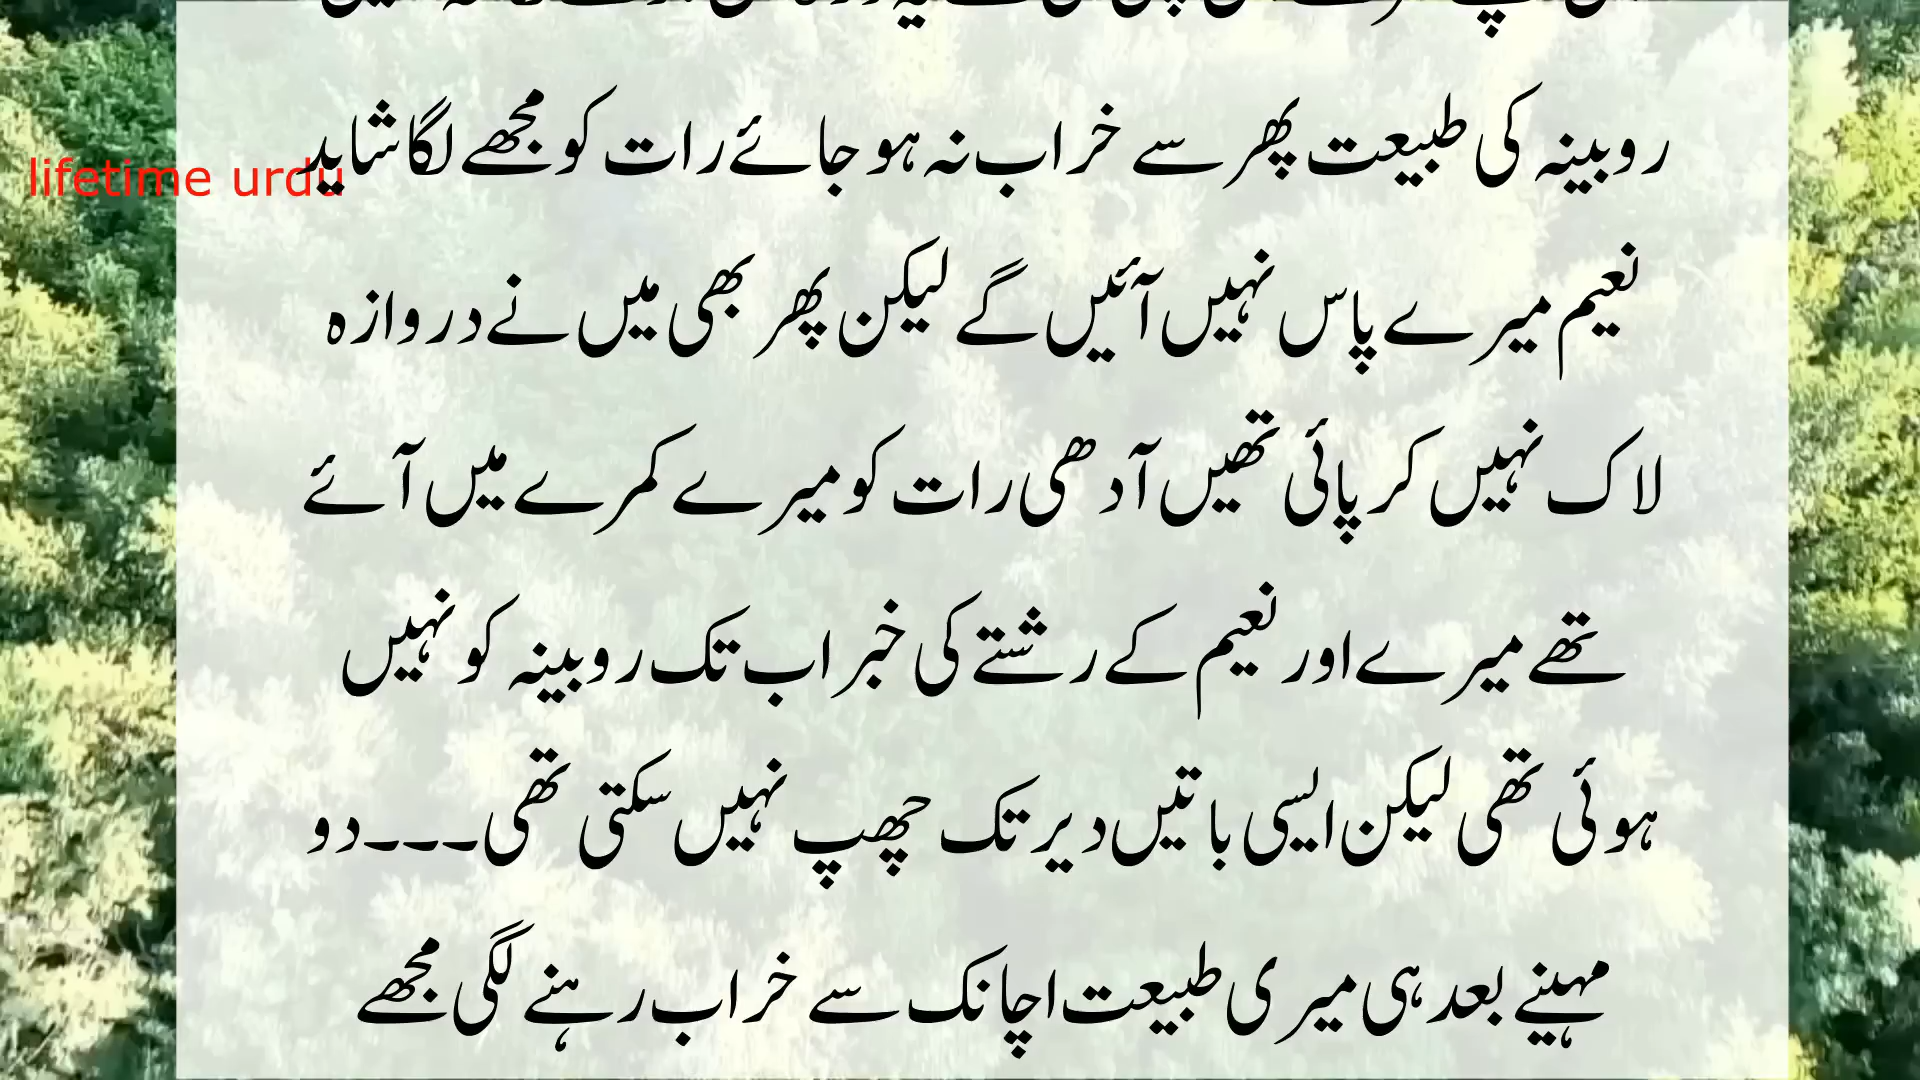 روبینہ کی طبیعت پھر سے خراب نہ ہو جائے رات کو مجھے لگا شاید
lifetime urdu
نعیم میرے پاس نہیں آئیں گے لیکن پھر بھی میں نے دروازہ
لاک نہیں کر پائی تھیں آدھی رات کو میرے کمرے میں آئے
تھے میرے اور نعیم کے رشتے کی خبر اب تک روبینہ کو نہیں
ہوئی تھی لیکن ایسی باتیں دیر تک چھپ نہیں سکتی تھی۔۔۔دو
مہینے بعد ہی میری طبیعت اچانک سے خراب رہنے لگی مجھے